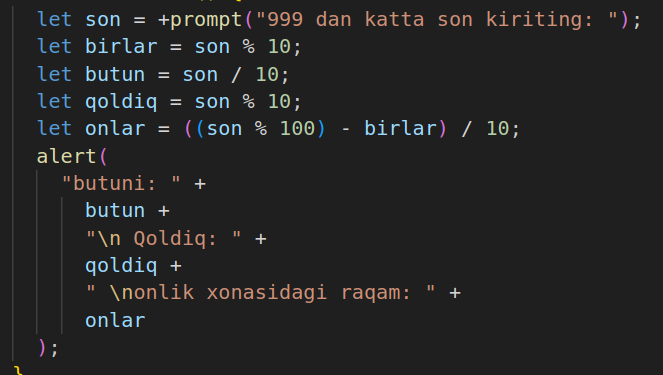 let son = +prompt("999 dan katta son kiriting: ");
let birlar = son % 10;
let butun = son / 10;
let qoldiq = son % 10;
let onlar = ((son % 100) - birlar) / 10;
alert(
"butuni: " +
butun +
"\n Qoldiq: " +
qoldiq +
" \nonlik xonasidagi raqam: " +
onlar
);
}